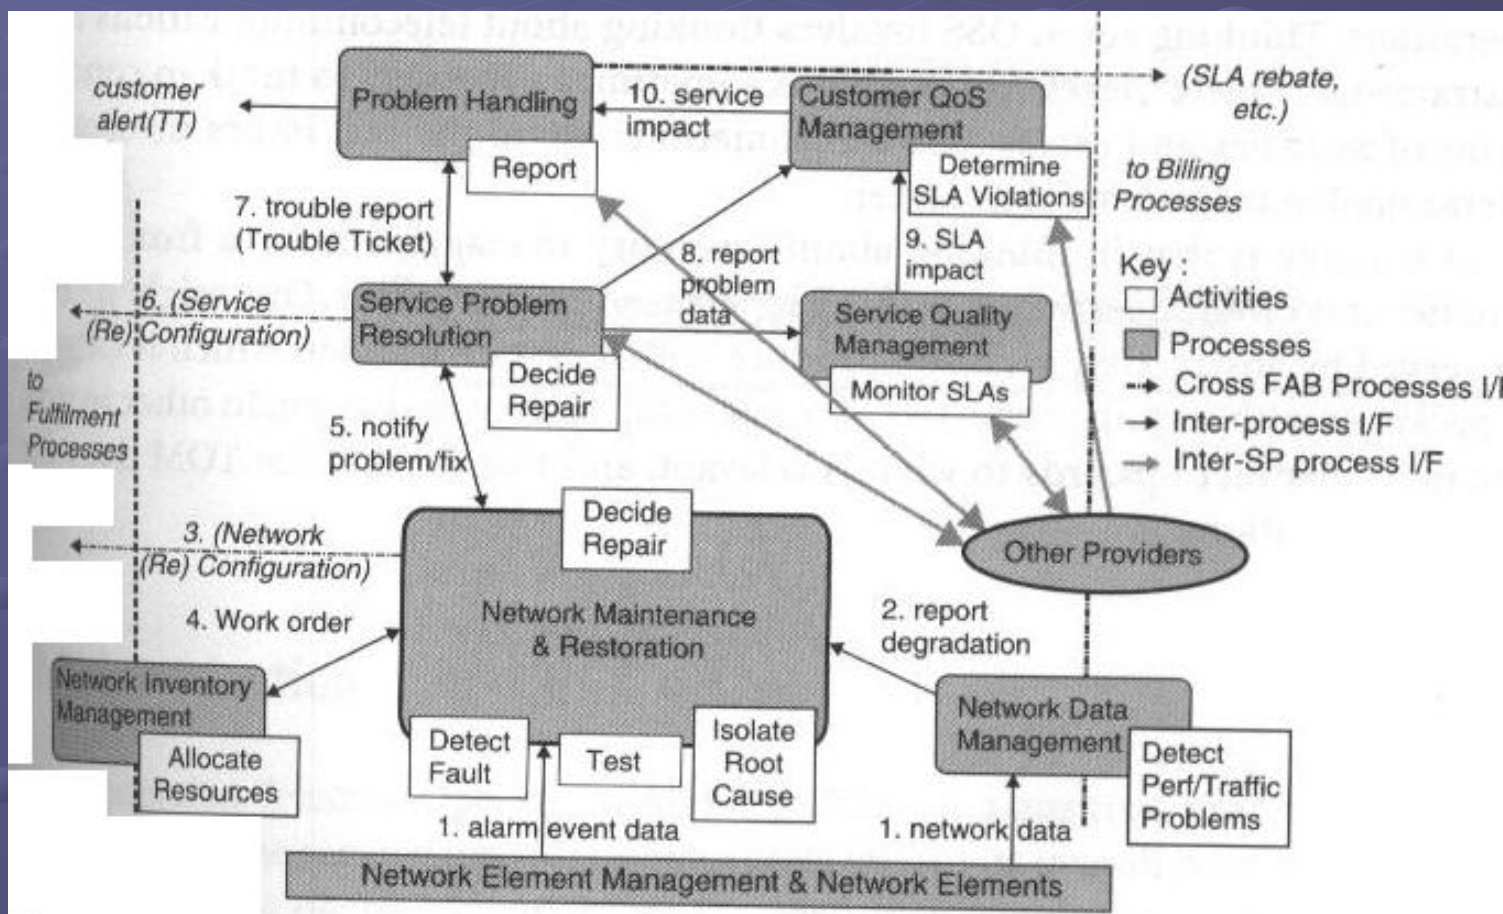 customer
alert(TT)
Problem Handling
Report
10. service
impact
Customer QoS
Management
Determine
SLA Violations
(SLA rebate,
etc.)
to Billing
Processes
7. trouble report
(Trouble Ticket)
8. report
problem
data
9. SLA
impact
Key :
Activities
Processes
Cross FAB Processes I/F
Inter-process I/F
Inter-SP process I/F
6. (Service
(Re) Configuration)
Service Problem
Resolution
Decide
Repair
Service Quality
Management
Monitor SLAs
to
Fulfilment
Processes
5. notify
problem/fix
3. (Network
(Re) Configuration)
Decide
Repair
Network Maintenance
& Restoration
Other Providers
4. Work order
2. report
degradation
Network Inventory
Management
Allocate
Resources
Detect
Fault
Test
Isolate
Root
Cause
Network Data
Management
Detect
Perf/Traffic
Problems
1. alarm event data
1. network data
Network Element Management & Network Elements